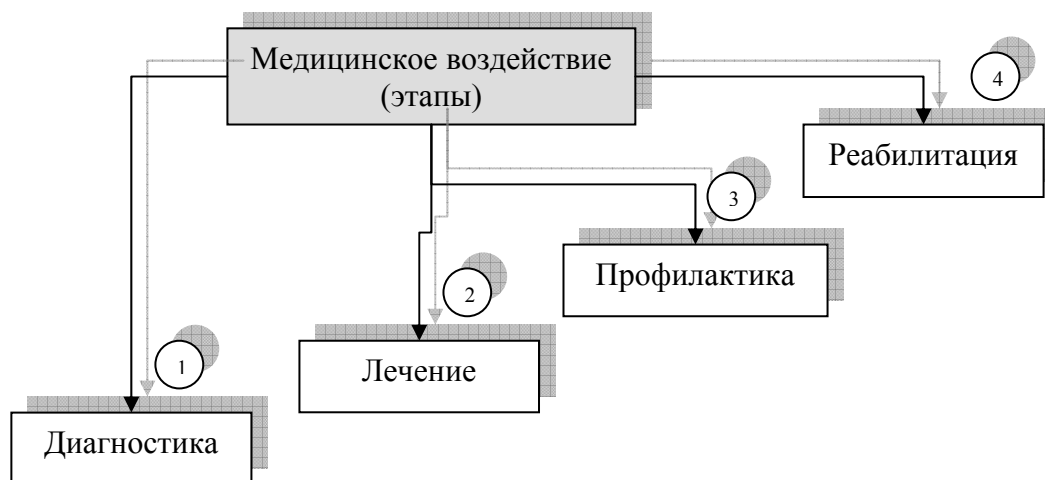 Медицинское воздействие
(этапы)
4
Реабилитация
3
Профилактика
2
Лечение
1
Диагностика